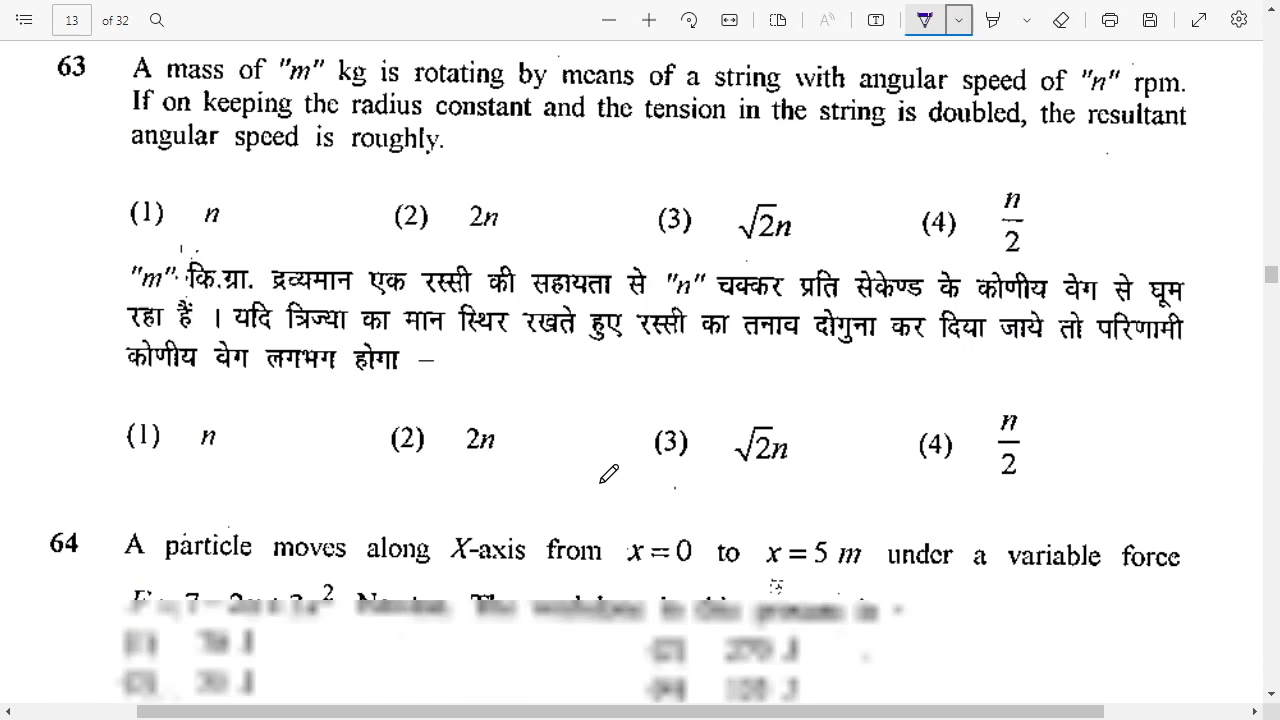 13 of 32
63 A mass of "m" kg is rotating by means of a string with angular speed of "n" rpm.
If on keeping the radius constant and the tension in the string is doubled, the resultant
angular speed is roughly.
(1) n (2) 2n (3) √2n (4) n/2
"m" कि.ग्रा. द्रव्यमान एक रस्सी की सहायता से "n" चक्कर प्रति सेकेण्ड के कोणीय वेग से घूम
रहा हैं । यदि त्रिज्या का मान स्थिर रखते हुए रस्सी का तनाव दोगुना कर दिया जाये तो परिणामी
कोणीय वेग लगभग होगा –
(1) n (2) 2n (3) √2n (4) n/2
64 A particle moves along X-axis from x = 0 to x = 5 m under a variable force